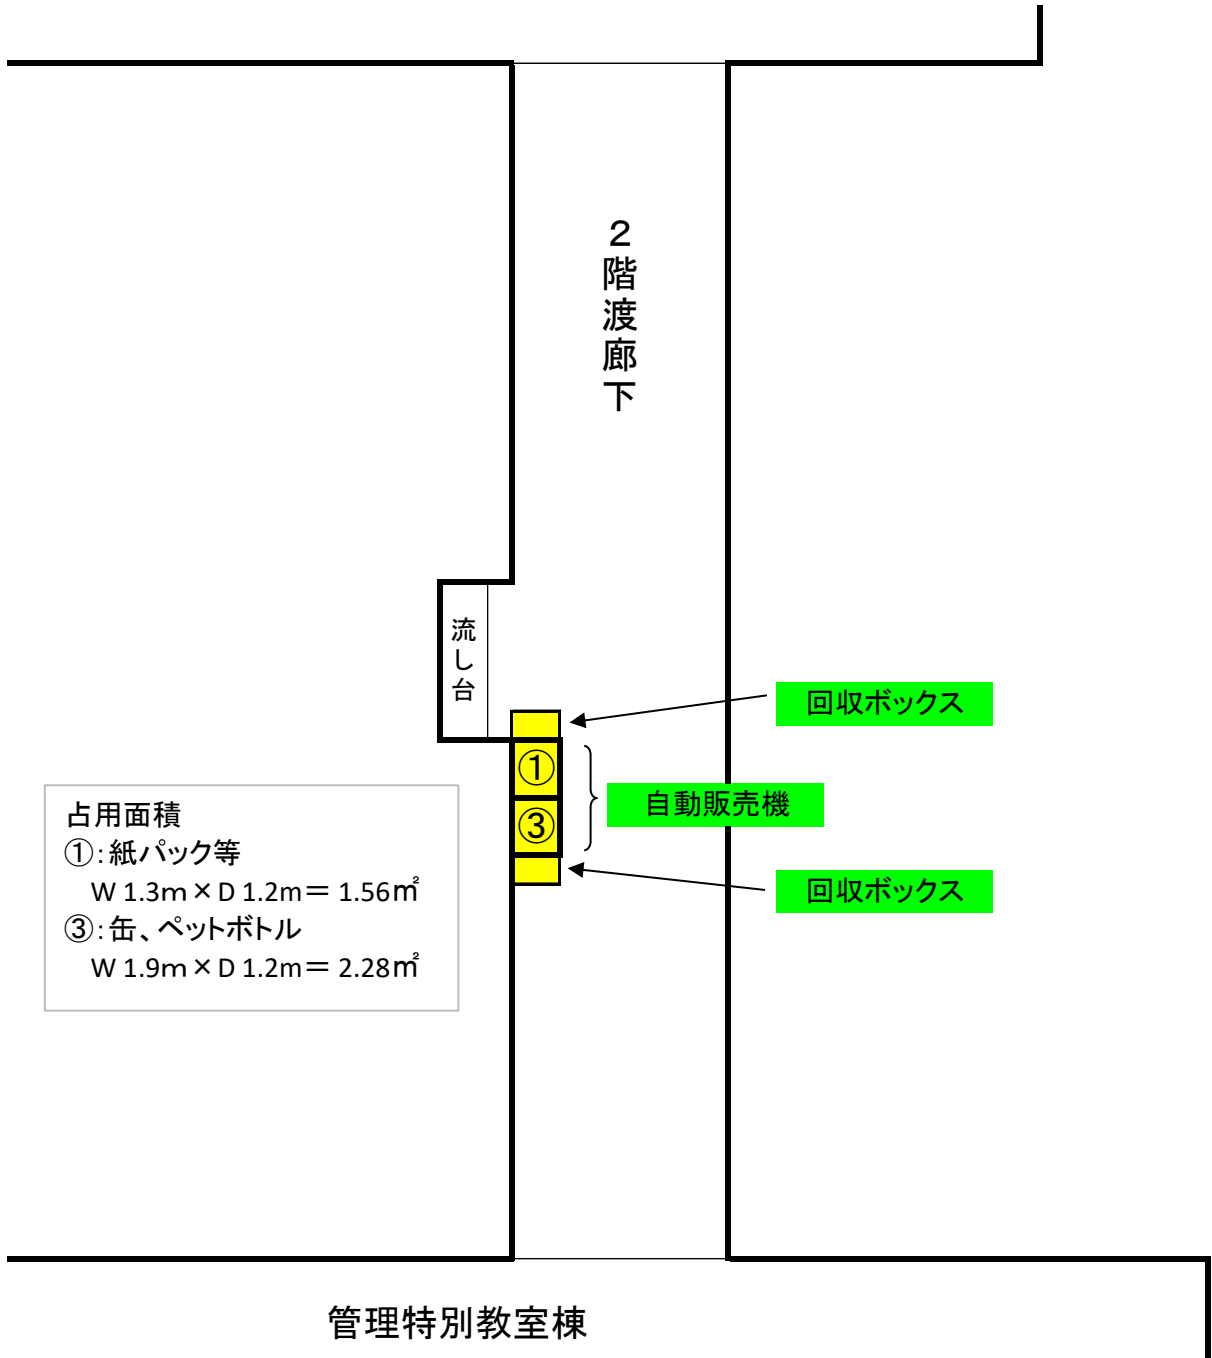 ２階渡廊下
流し台
回収ボックス
①
自動販売機
③
回収ボックス
占用面積
①：紙パック等
W 1.3ｍ×D 1.2m＝ 1.56㎡
③：缶、ペットボトル
W 1.9ｍ×D 1.2m＝ 2.28㎡
管理特別教室棟